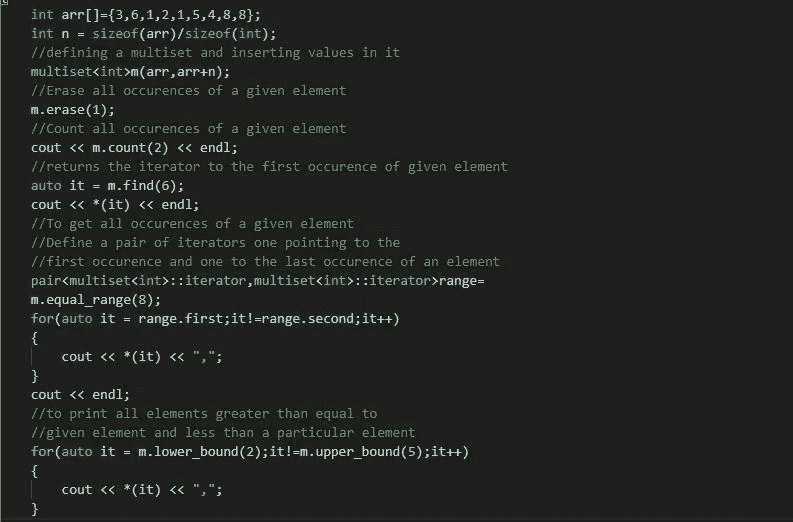 int arr[]={3,6,1,2,1,5,4,8,8};
int n = sizeof(arr)/sizeof(int);
//defining a multiset and inserting values in it
multiset<int>m(arr,arr+n);
//Erase all occurences of a given element
m.erase(1);
//Count all occurences of a given element
cout << m.count(2) << endl;
//returns the iterator to the first occurence of given element
auto it = m.find(6);
cout << *(it) << endl;
//To get all occurences of a given element
//Define a pair of iterators one pointing to the
//first occurence and one to the last occurence of an element
pair<multiset<int>::iterator,multiset<int>::iterator>range=
m.equal_range(8);
for(auto it = range.first;it!=range.second;it++)
{
    cout << *(it) << ",";
}
cout << endl;
//to print all elements greater than equal to
//given element and less than a particular element
for(auto it = m.lower_bound(2);it!=m.upper_bound(5);it++)
{
    cout << *(it) << ",";
}